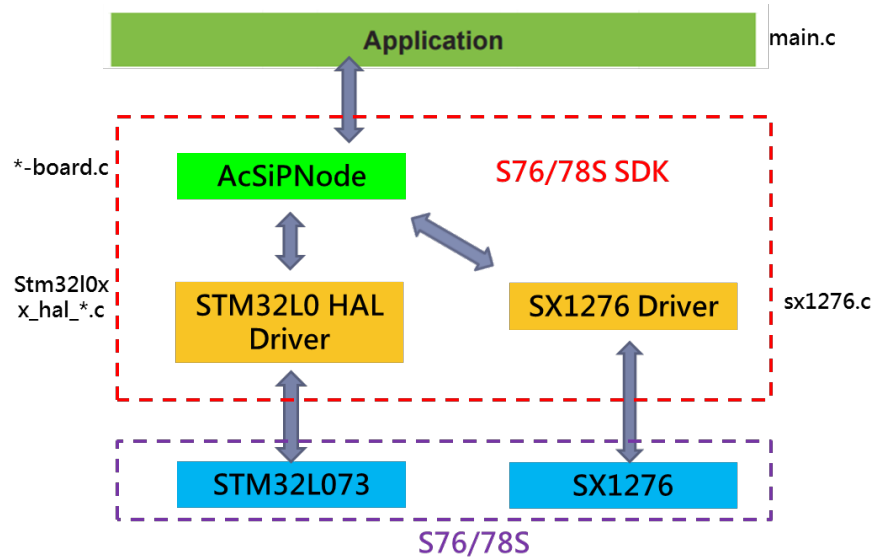 Application
main.c
*-board.c
AcSiPNode
S76/78S SDK
Stm32l0x
x_hal_*.c
STM32L0 HAL
Driver
SX1276 Driver
sx1276.c
STM32L073
SX1276
S76/78S